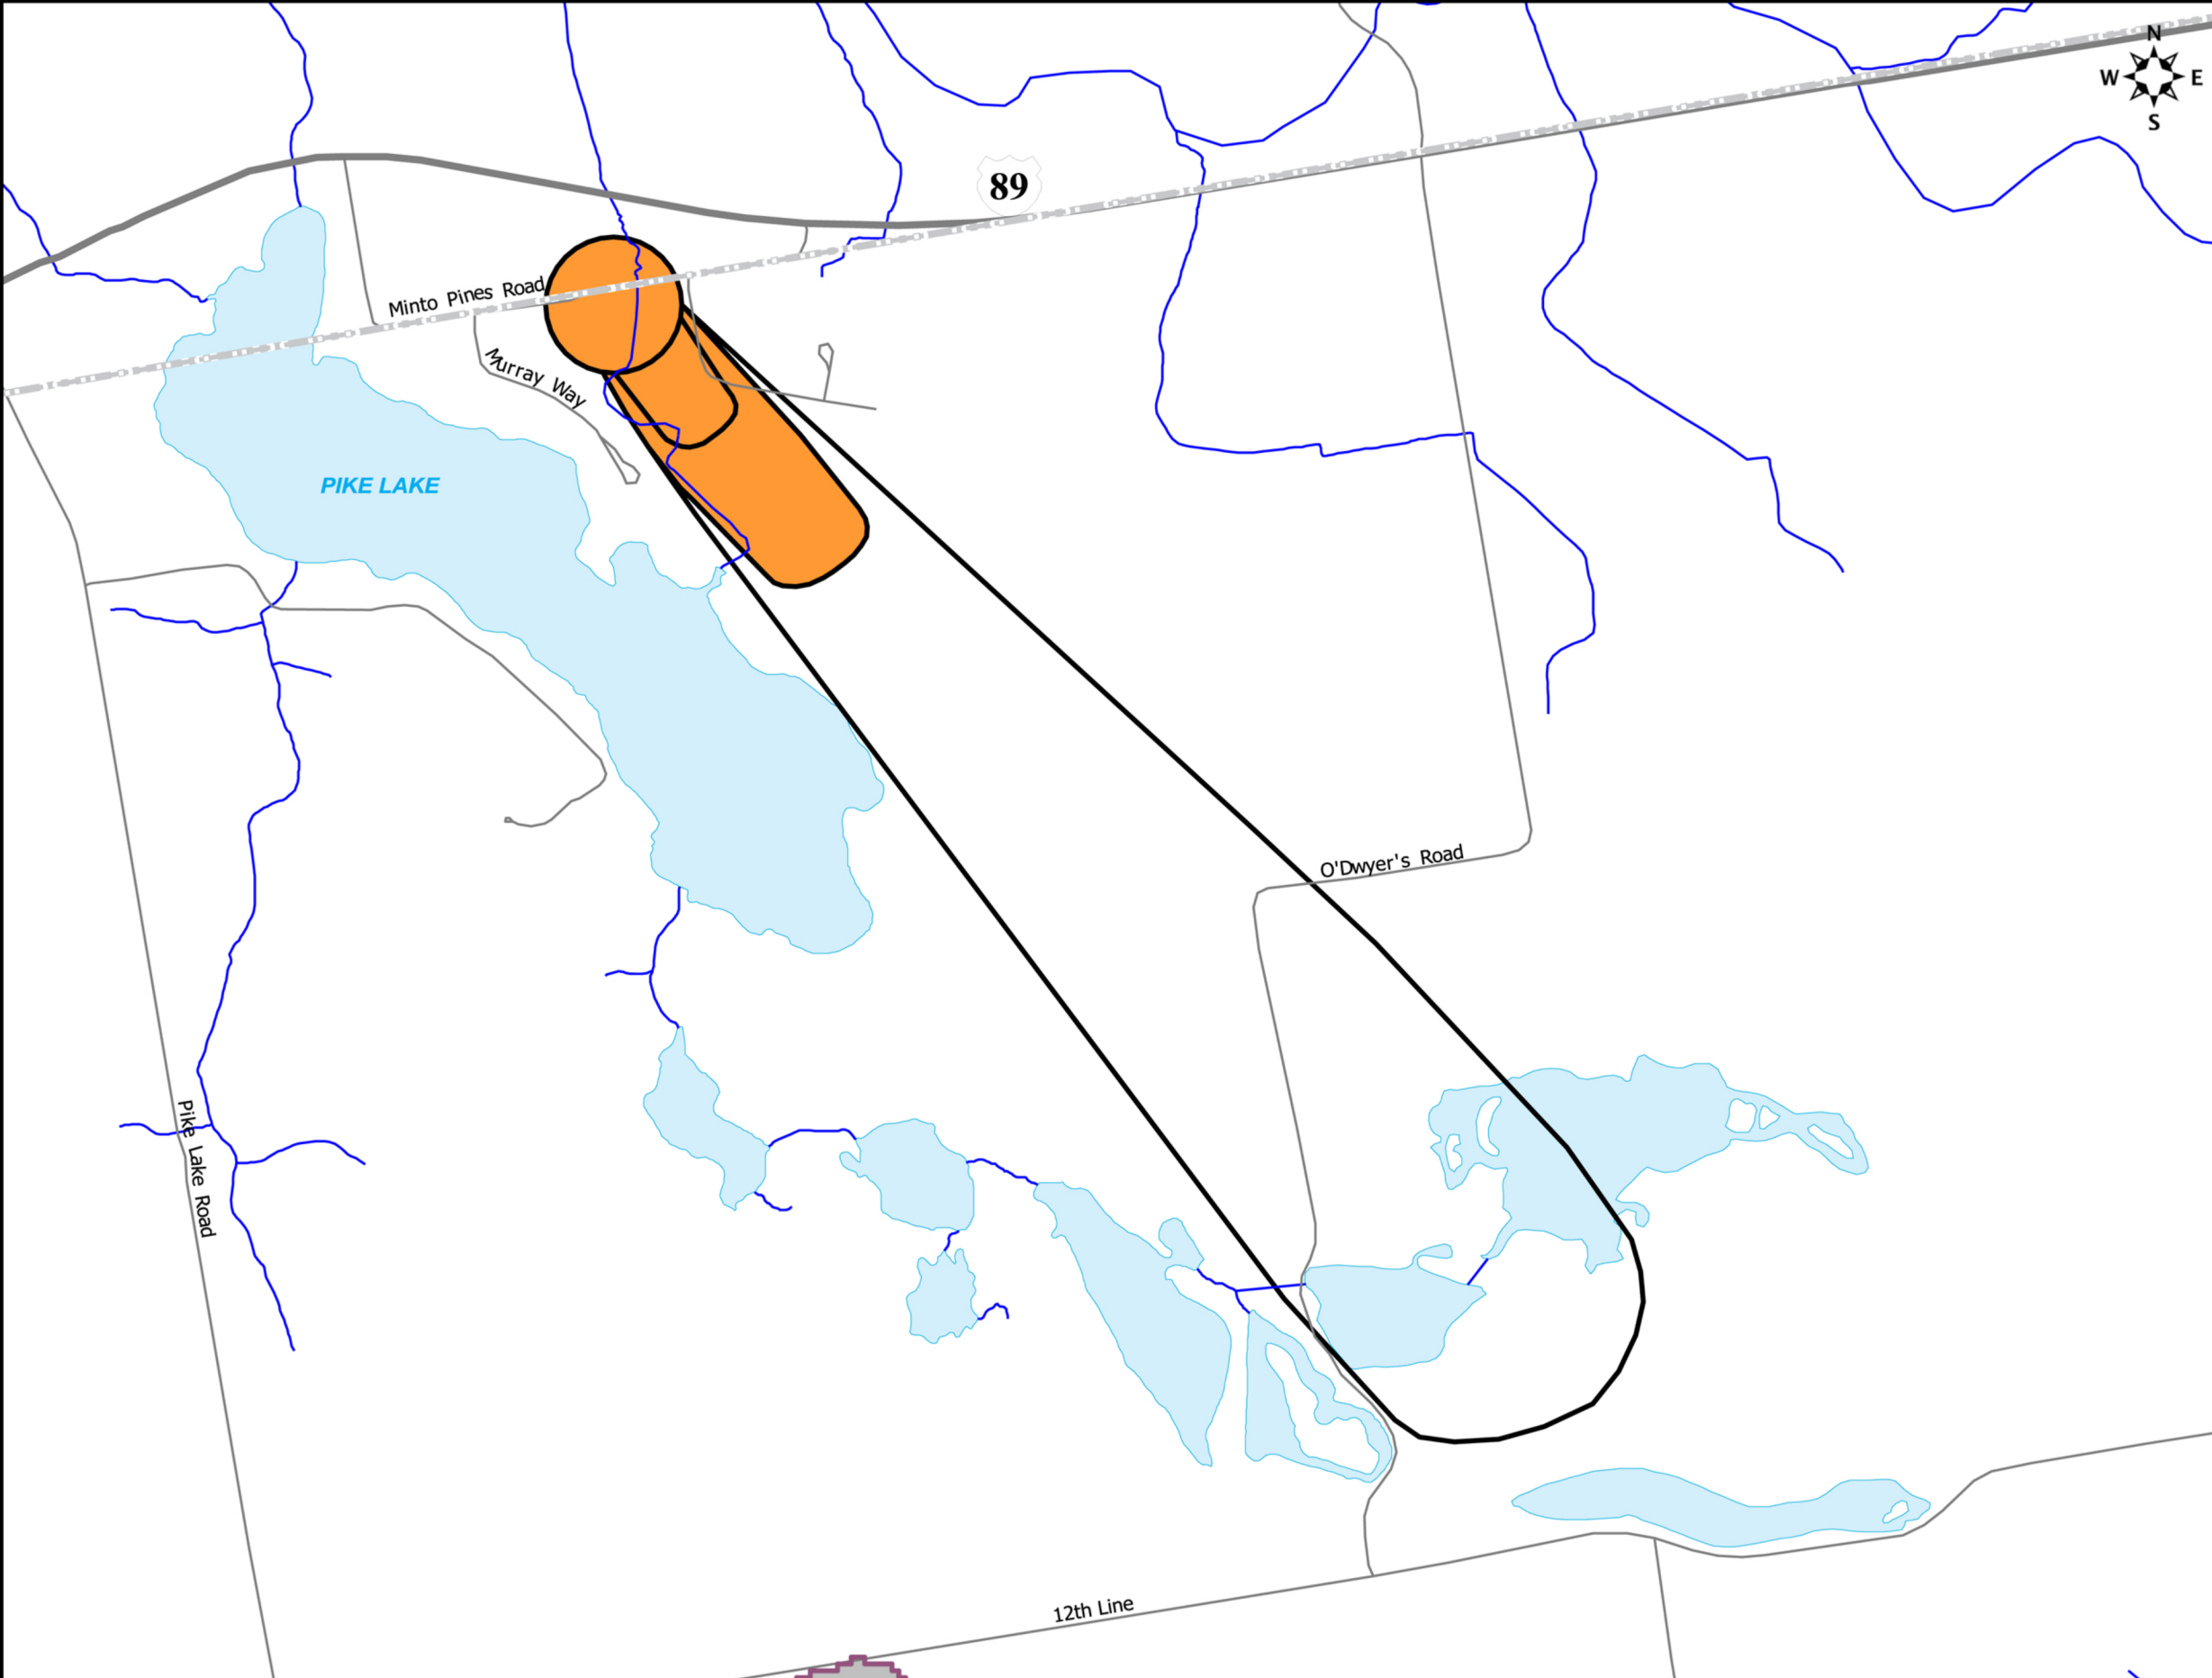 N
W E
S
89
Minto Pines Road
Murray Way
PIKE LAKE
O'Dwyer's Road
Pike Lake Road
12th Line